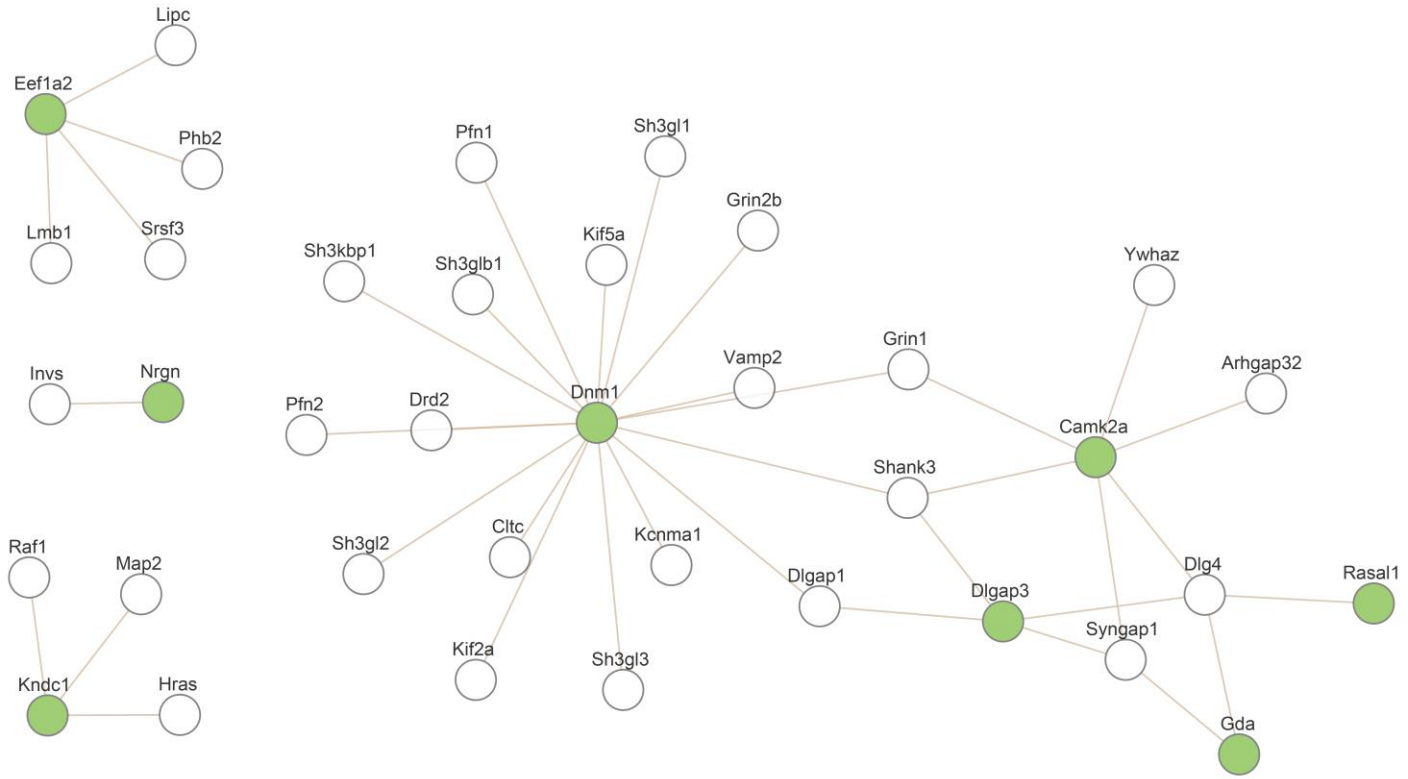 Lipc
Eef1a2
Phb2
Lmb1
Srsf3
Pfn1
Sh3gl1
Grin2b
Sh3kbp1
Sh3glb1
Kif5a
Ywhaz
Invs
Nrgn
Pfn2
Drd2
Dnm1
Vamp2
Grin1
Arhgap32
Camk2a
Shank3
Raf1
Map2
Sh3gl2
Cltc
Kcnma1
Dlgap1
Dlgap3
Dlg4
Rasal1
Syngap1
Kndc1
Hras
Kif2a
Sh3gl3
Gda